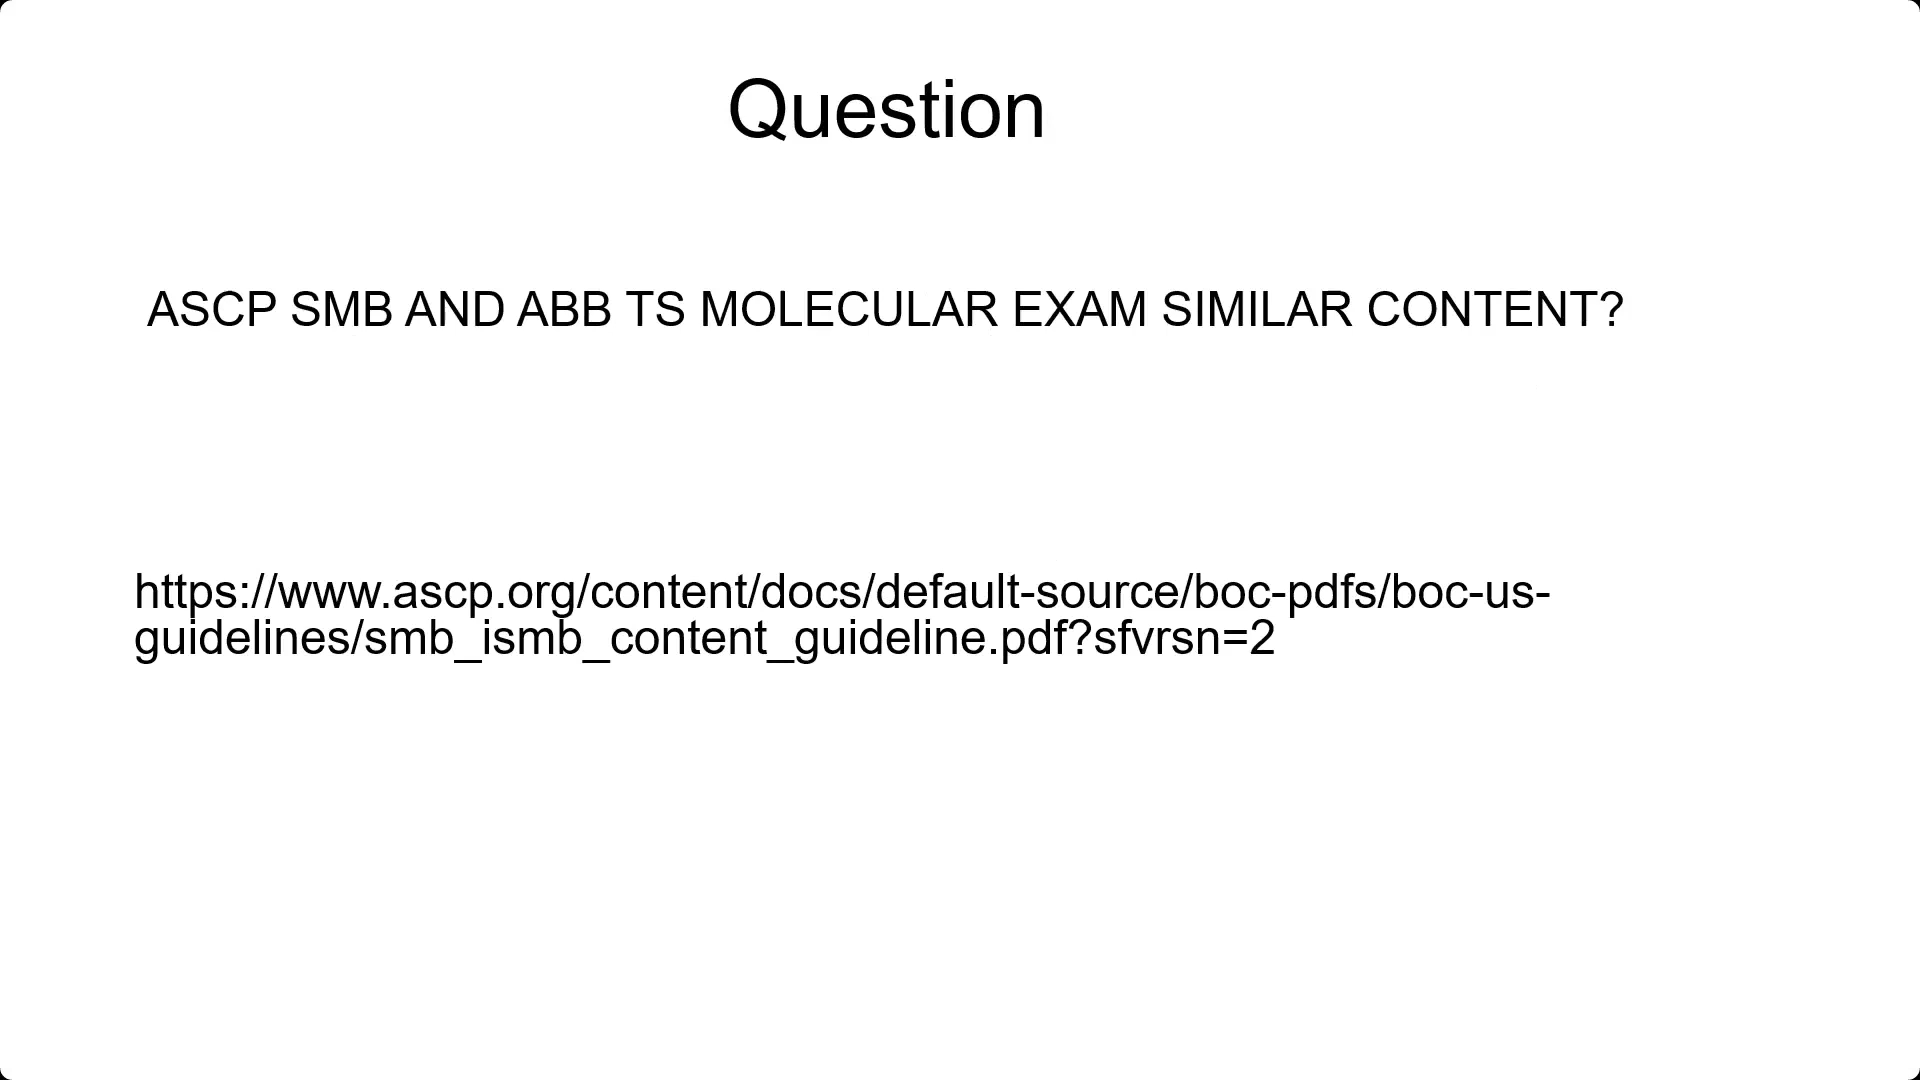 Question
ASCP SMB AND ABB TS MOLECULAR EXAM SIMILAR CONTENT?
https://www.ascp.org/content/docs/default-source/boc-pdfs/boc-us-
guidelines/smb_ismb_content_guideline.pdf?sfvrsn=2